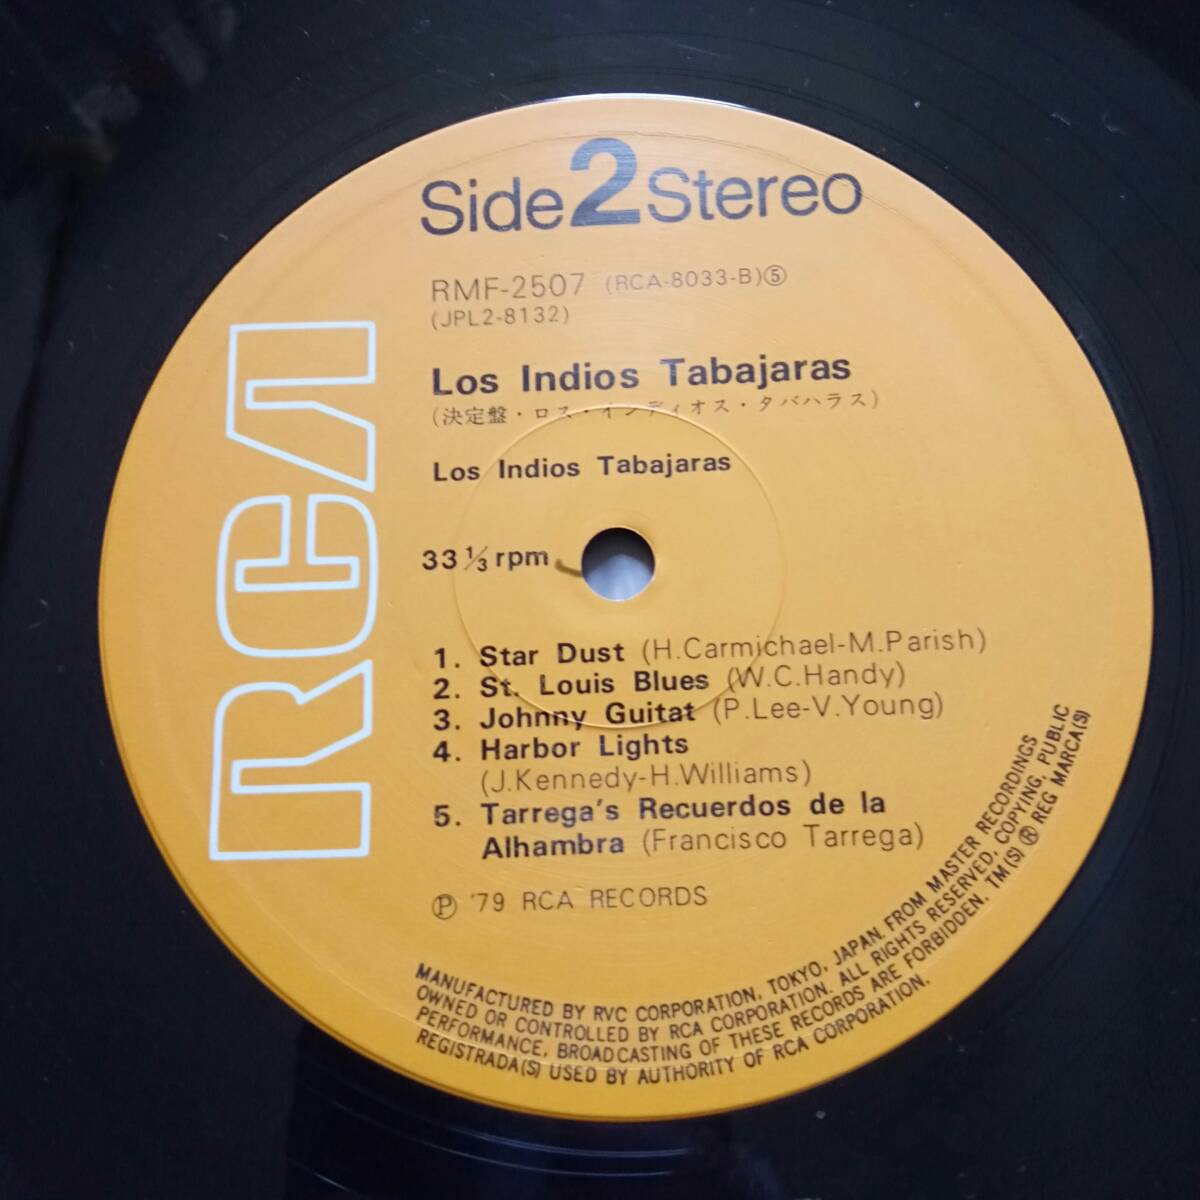 RCA
Side 2 Stereo
RMF-2507 (RCA-8033-B)⑤
(JPL2-8132)
Los Indios Tabajaras
(決定盤・ロス・インディオス・タバハラス)
Los Indios Tabajaras
33 1/3 rpm
1. Star Dust (H.Carmichael-M.Parish)
2. St. Louis Blues (W.C.Handy)
3. Johnny Guitat (P.Lee-V.Young)
4. Harbor Lights
(J.Kennedy-H.Williams)
5. Tarrega's Recuerdos de la
Alhambra (Francisco Tarrega)
Ⓟ '79 RCA RECORDS
MANUFACTURED BY RVC CORPORATION, TOKYO, JAPAN. FROM MASTER RECORDINGS
OWNED OR CONTROLLED BY RCA CORPORATION. ALL RIGHTS RESERVED, COPYING, PUBLIC
PERFORMANCE, BROADCASTING OF THESE RECORDS ARE FORBIDDEN. TM(S) ® REG MARCA(S)
REGISTRADA(S) USED BY AUTHORITY OF RCA CORPORATION.